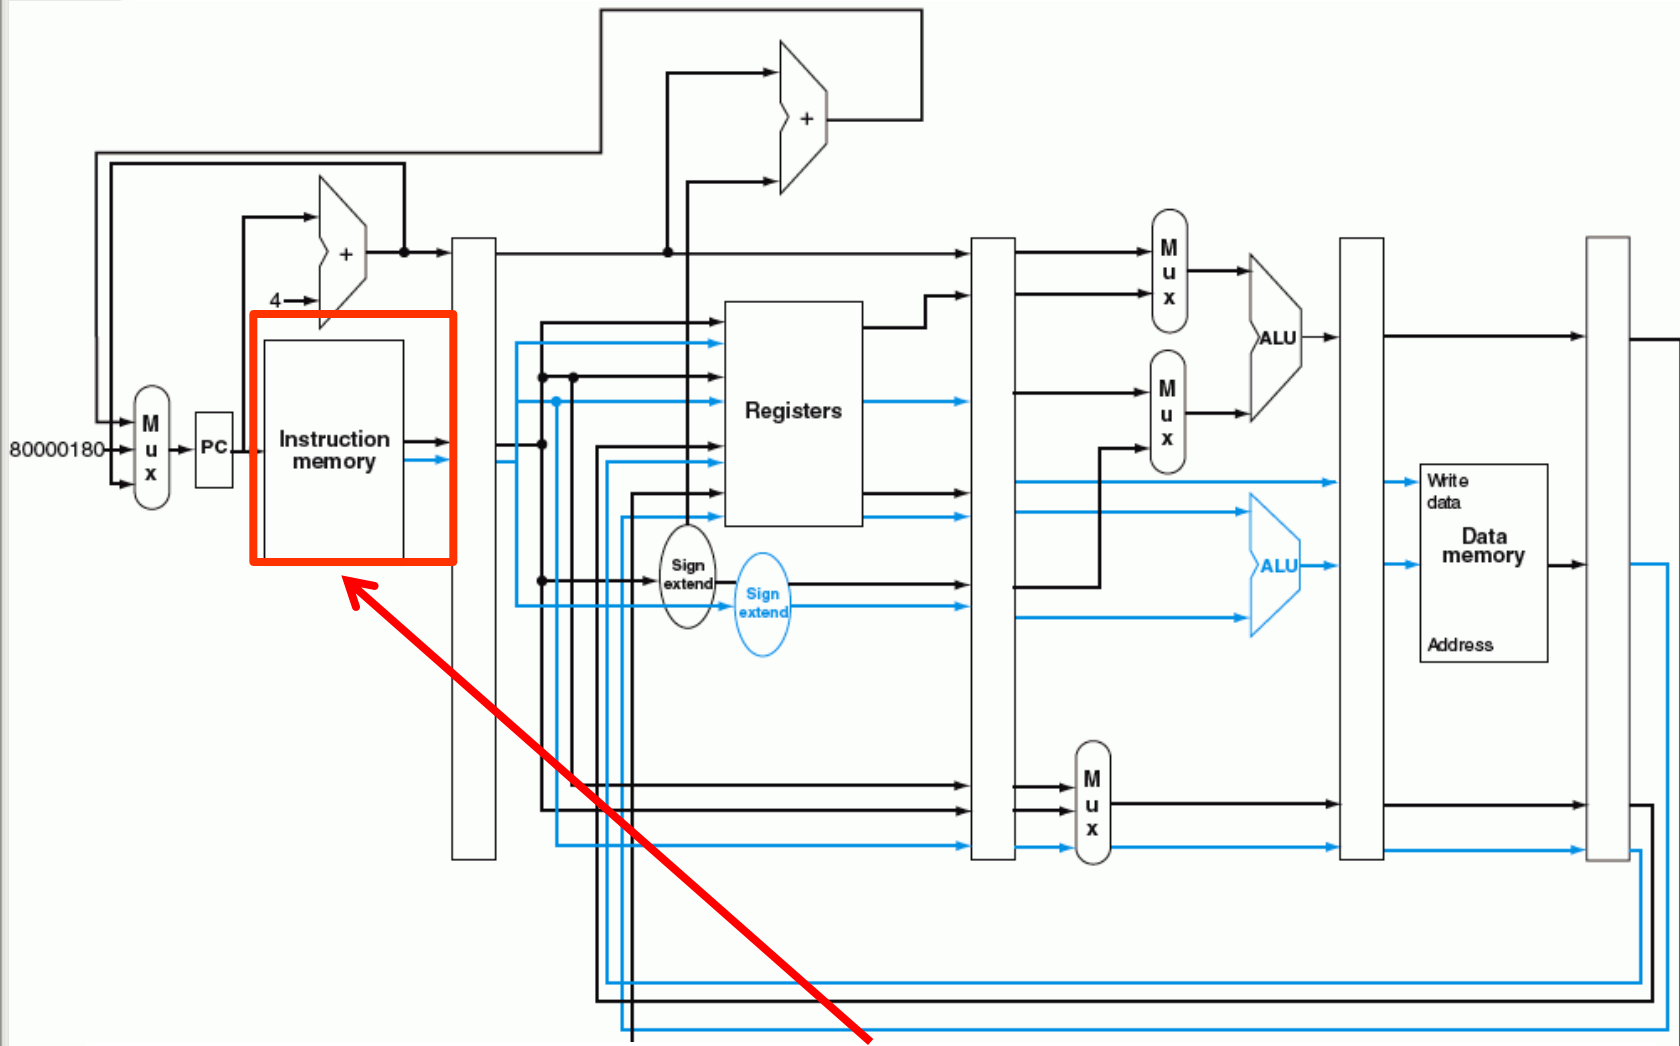 +
+
4
M
u
x
80000180
PC
Instruction
memory
Registers
Sign
extend
Sign
extend
M
u
x
M
u
x
ALU
ALU
M
u
x
Write
data
Data
memory
Address